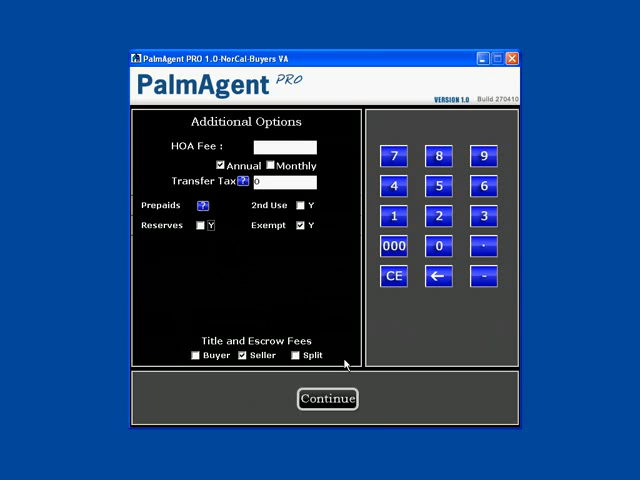 PalmAgent PRO 1.0-NorCal-Buyers VA
PalmAgent PRO
VERSION 1.0 Build 270410
Additional Options
HOA Fee :
Annual Monthly
Transfer Tax ? 0
Prepaids ? 2nd Use Y
Reserves Y Exempt Y
Title and Escrow Fees
Buyer Seller Split
7 8 9
4 5 6
1 2 3
000 0 .
CE ← -
Continue